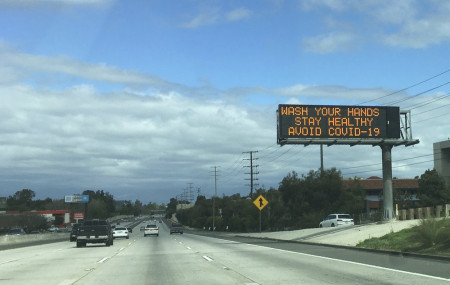 WASH YOUR HANDS
STAY HEALTHY
AVOID COVID-19